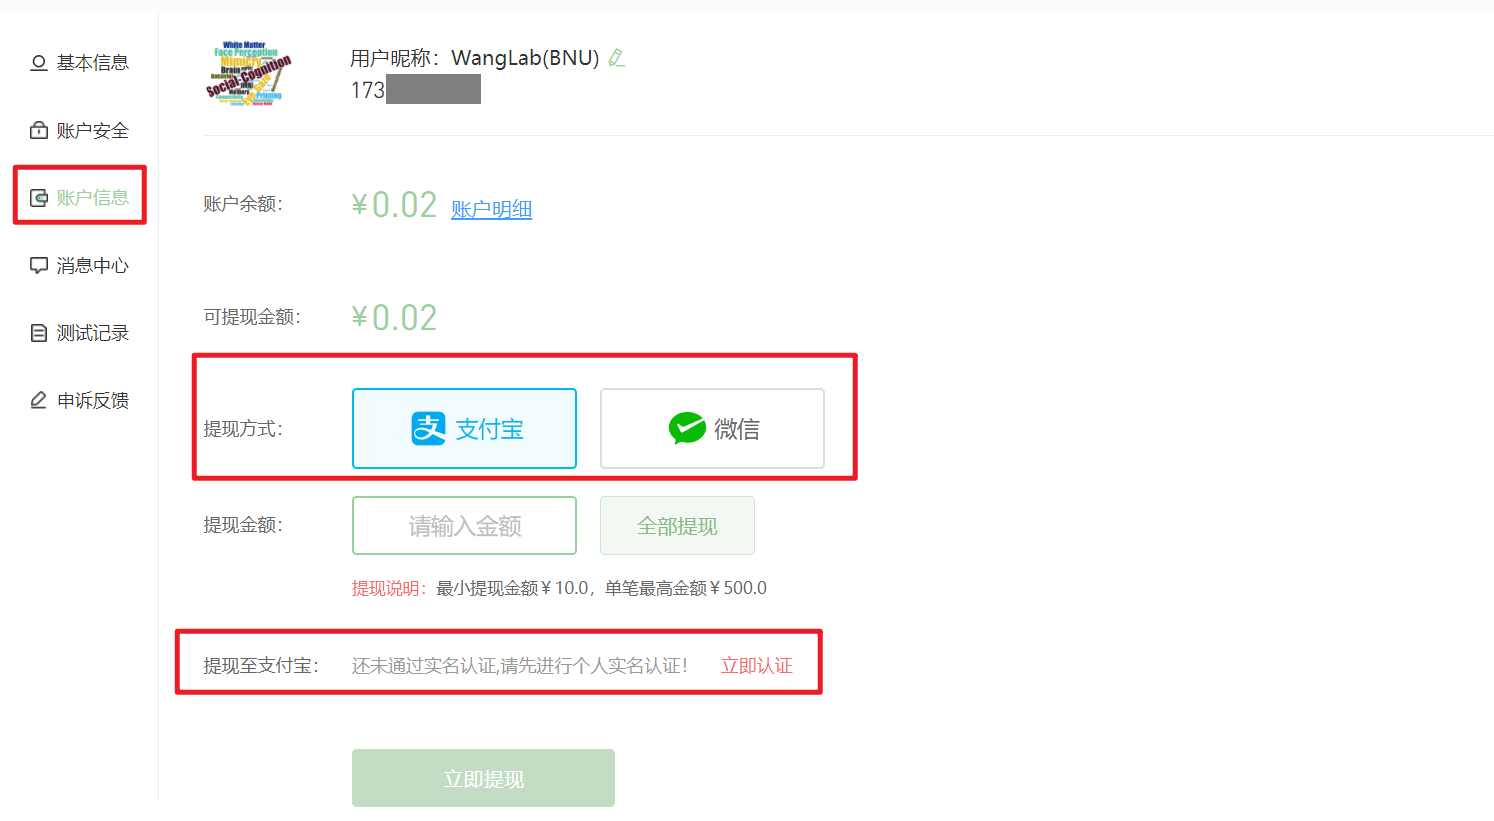 基本信息
账户安全
账户信息
消息中心
测试记录
申诉反馈
White Matter
Face Perception
Mimicry
Brain
Social-Cognition
Memory
Priming
用户昵称：WangLab(BNU)
173
账户余额：
¥0.02 账户明细
可提现金额：
¥0.02
提现方式：
支 支付宝
微信
提现金额：
请输入金额
全部提现
提现说明：最小提现金额¥10.0，单笔最高金额¥500.0
提现至支付宝：
还未通过实名认证,请先进行个人实名认证！
立即认证
立即提现